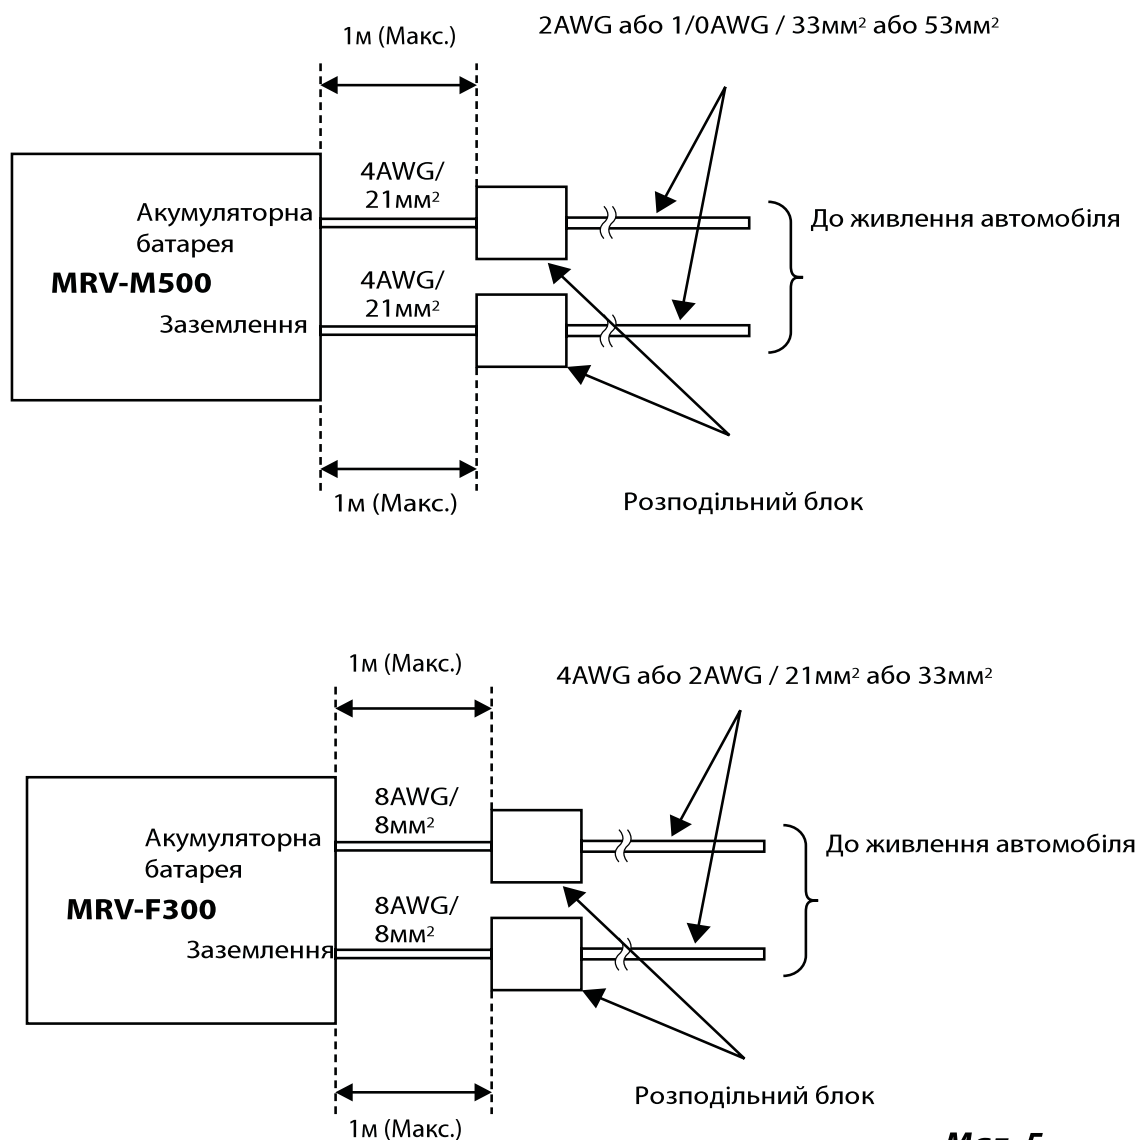 2AWG або 1/0AWG / 33мм² або 53мм²
1м (Макс.)
4AWG/
21мм²
Акумуляторна
батарея
До живлення автомобіля
MRV-M500
4AWG/
21мм²
Заземлення
1м (Макс.)
Розподільний блок
1м (Макс.)
4AWG або 2AWG / 21мм² або 33мм²
8AWG/
8мм²
Акумуляторна
батарея
До живлення автомобіля
MRV-F300
8AWG/
8мм²
Заземлення
Розподільний блок
1м (Макс.)